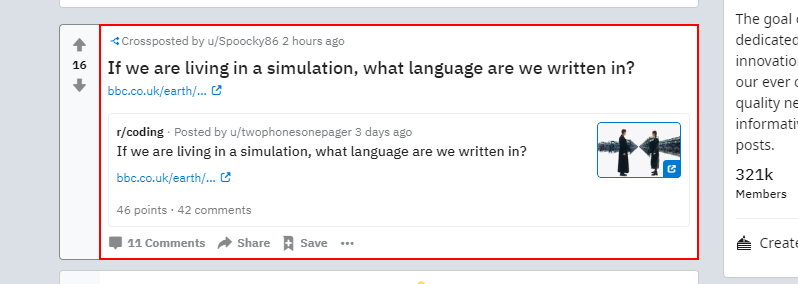 Crossposted by u/Spoocky86 2 hours ago
16
If we are living in a simulation, what language are we written in?
bbc.co.uk/earth/...
r/coding · Posted by u/twophonesonepager 3 days ago
If we are living in a simulation, what language are we written in?
bbc.co.uk/earth/...
46 points · 42 comments
11 Comments Share Save ...
The goal o
dedicated
innovatio
our ever c
quality ne
informativ
posts.
321k
Members
Create